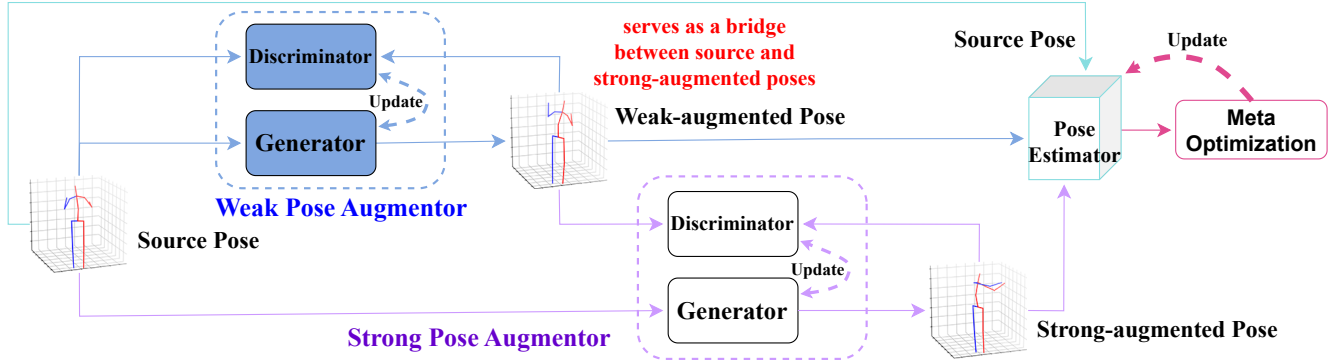 serves as a bridge
between source and
strong-augmented poses
Source Pose
Update
Discriminator
Update
Generator
Weak-augmented Pose
Pose
Estimator
Meta
Optimization
Weak Pose Augmentor
Source Pose
Discriminator
Update
Generator
Strong Pose Augmentor
Strong-augmented Pose